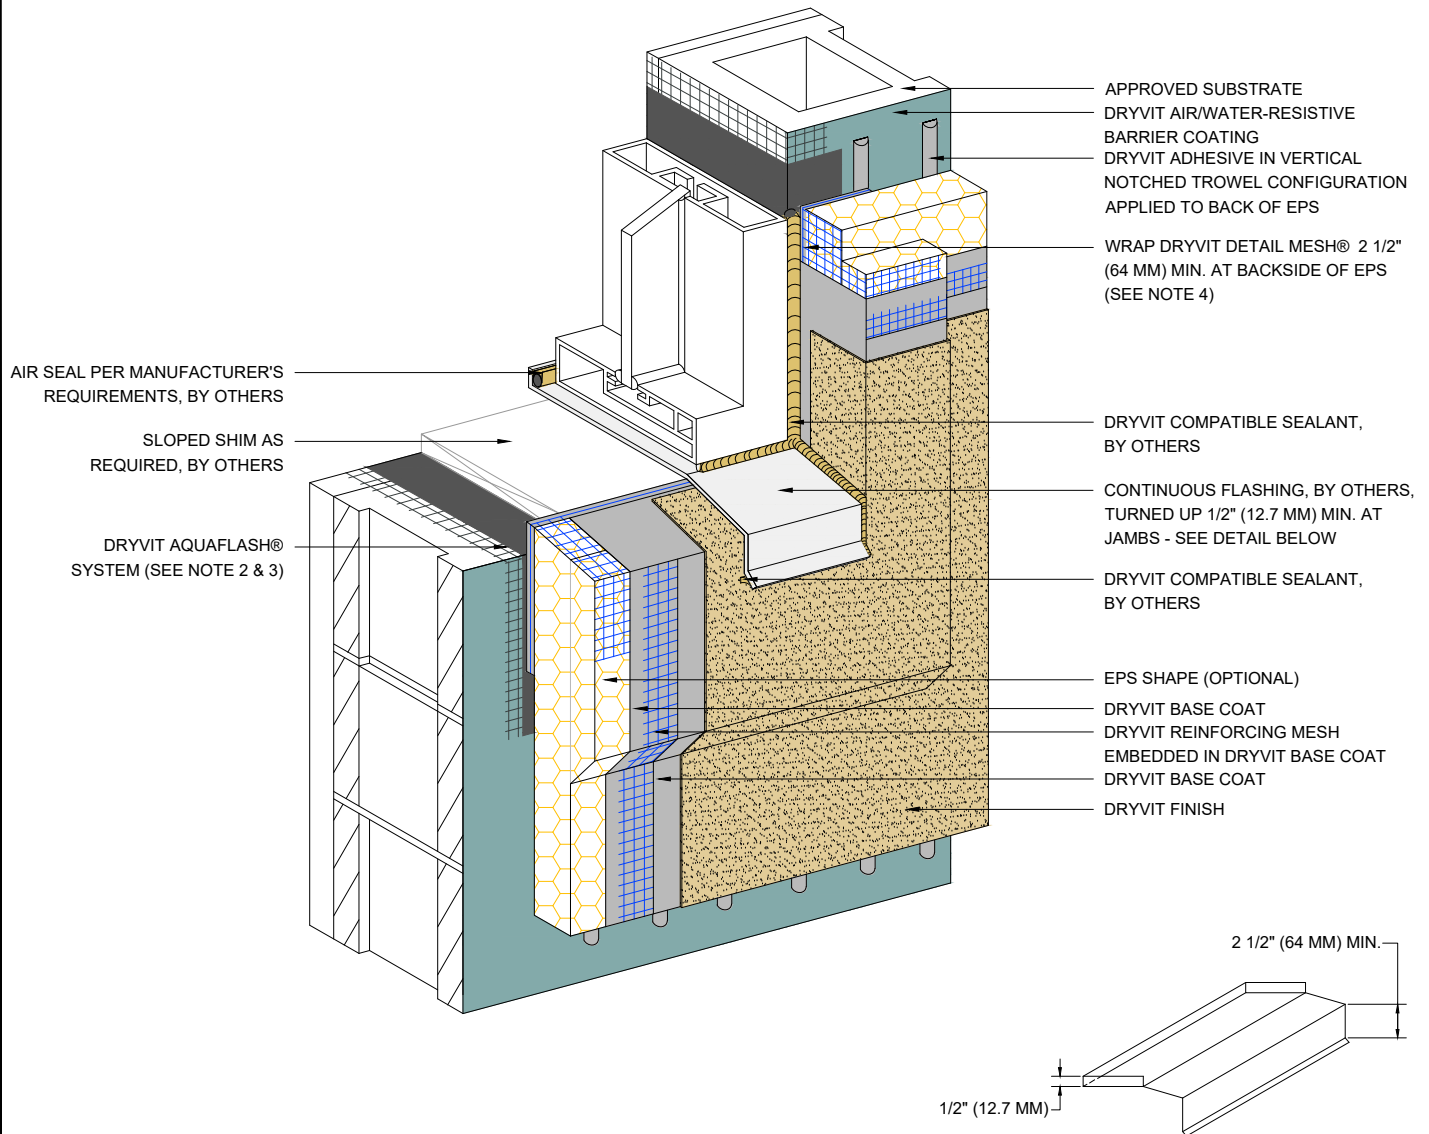 APPROVED SUBSTRATE
DRYVIT AIR/WATER-RESISTIVE
BARRIER COATING
DRYVIT ADHESIVE IN VERTICAL
NOTCHED TROWEL CONFIGURATION
APPLIED TO BACK OF EPS
WRAP DRYVIT DETAIL MESH® 2 1/2"
(64 MM) MIN. AT BACKSIDE OF EPS
(SEE NOTE 4)
AIR SEAL PER MANUFACTURER'S
REQUIREMENTS, BY OTHERS
SLOPED SHIM AS
REQUIRED, BY OTHERS
DRYVIT AQUAFLASH®
SYSTEM (SEE NOTE 2 & 3)
DRYVIT COMPATIBLE SEALANT,
BY OTHERS
CONTINUOUS FLASHING, BY OTHERS,
TURNED UP 1/2" (12.7 MM) MIN. AT
JAMBS - SEE DETAIL BELOW
DRYVIT COMPATIBLE SEALANT,
BY OTHERS
EPS SHAPE (OPTIONAL)
DRYVIT BASE COAT
DRYVIT REINFORCING MESH
EMBEDDED IN DRYVIT BASE COAT
DRYVIT BASE COAT
DRYVIT FINISH
2 1/2" (64 MM) MIN.
1/2" (12.7 MM)